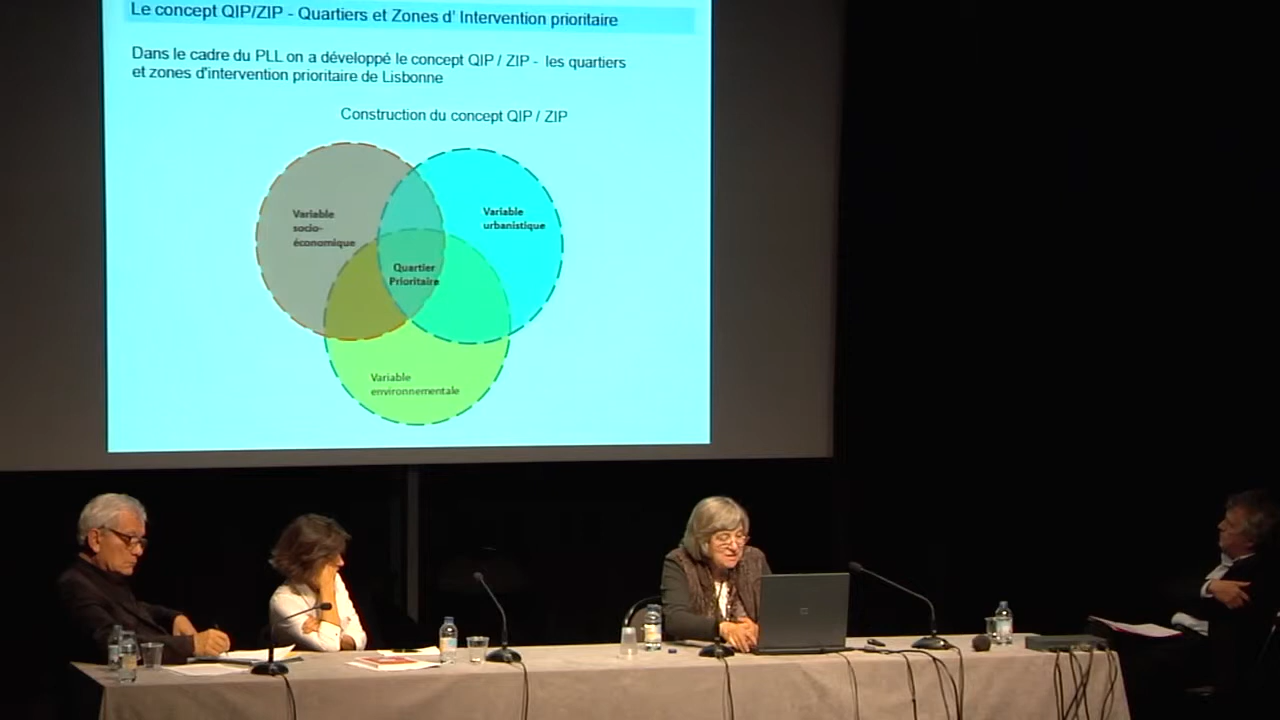 Le concept QIP/ZIP - Quartiers et Zones d' Intervention prioritaire
Dans le cadre du PLL on a développé le concept QIP / ZIP - les quartiers
et zones d'intervention prioritaire de Lisbonne
Construction du concept QIP / ZIP
Variable
socio-
économique
Variable
urbanistique
Quartier
Prioritaire
Variable
environnementale